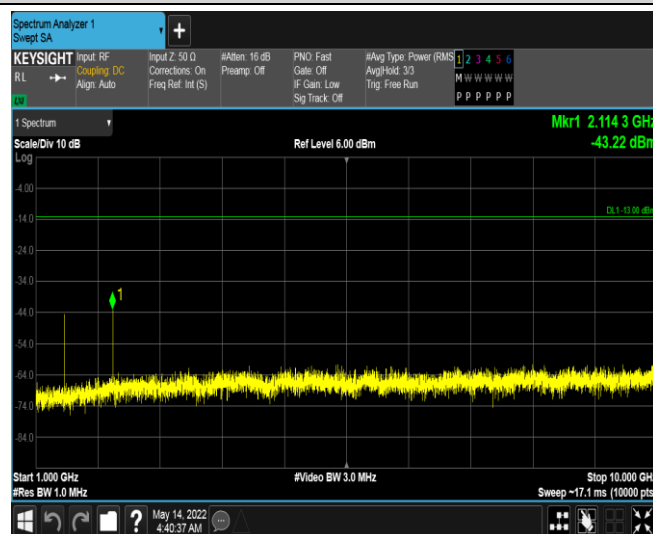 Spectrum Analyzer 1
Swept SA
+
KEYSIGHT
RL
LXI
Input: RF
Coupling: DC
Align: Auto
Input Z: 50 Ω
Corrections: On
Freq Ref: Int (S)
#Atten: 16 dB
Preamp: Off
PNO: Fast
Gate: Off
IF Gain: Low
Sig Track: Off
#Avg Type: Power (RMS
Avg|Hold: 3/3
Trig: Free Run
1 2 3 4 5 6
M W W W W W
P P P P P P
1 Spectrum
Mkr1 2.114 3 GHz
Scale/Div 10 dB
Ref Level 6.00 dBm
-43.22 dBm
Log
-4.00
DL1 -13.00 dBm
-14.0
-24.0
-34.0
1
-44.0
-54.0
-64.0
-74.0
-84.0
Start 1.000 GHz
#Video BW 3.0 MHz
Stop 10.000 GHz
#Res BW 1.0 MHz
Sweep ~17.1 ms (10000 pts)
?
May 14, 2022
4:40:37 AM